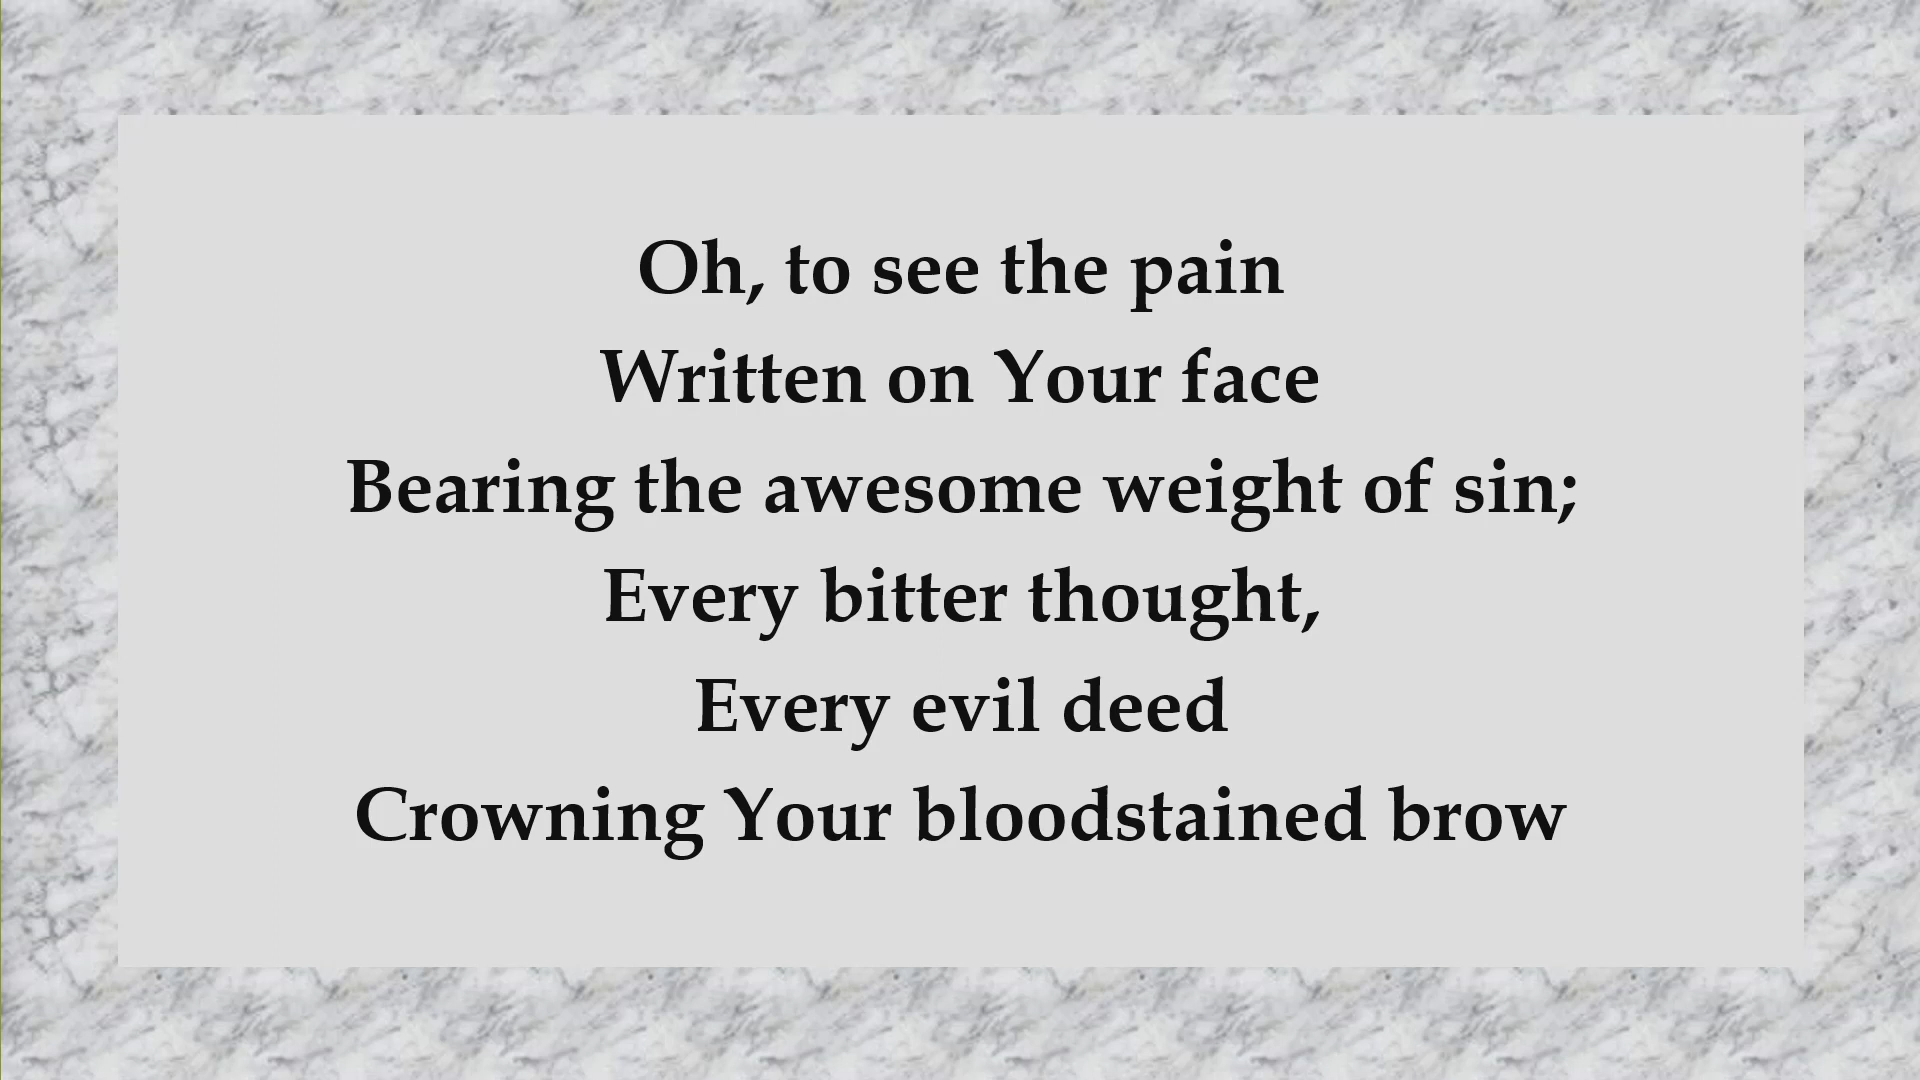 Oh, to see the pain
Written on Your face
Bearing the awesome weight of sin;
Every bitter thought,
Every evil deed
Crowning Your bloodstained brow